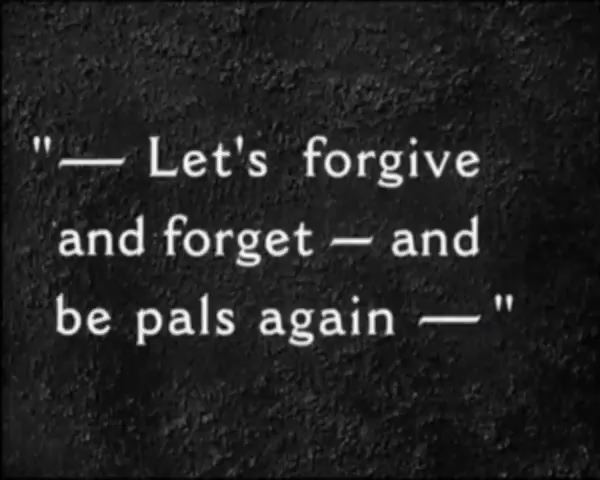 "— Let's forgive
and forget — and
be pals again —"